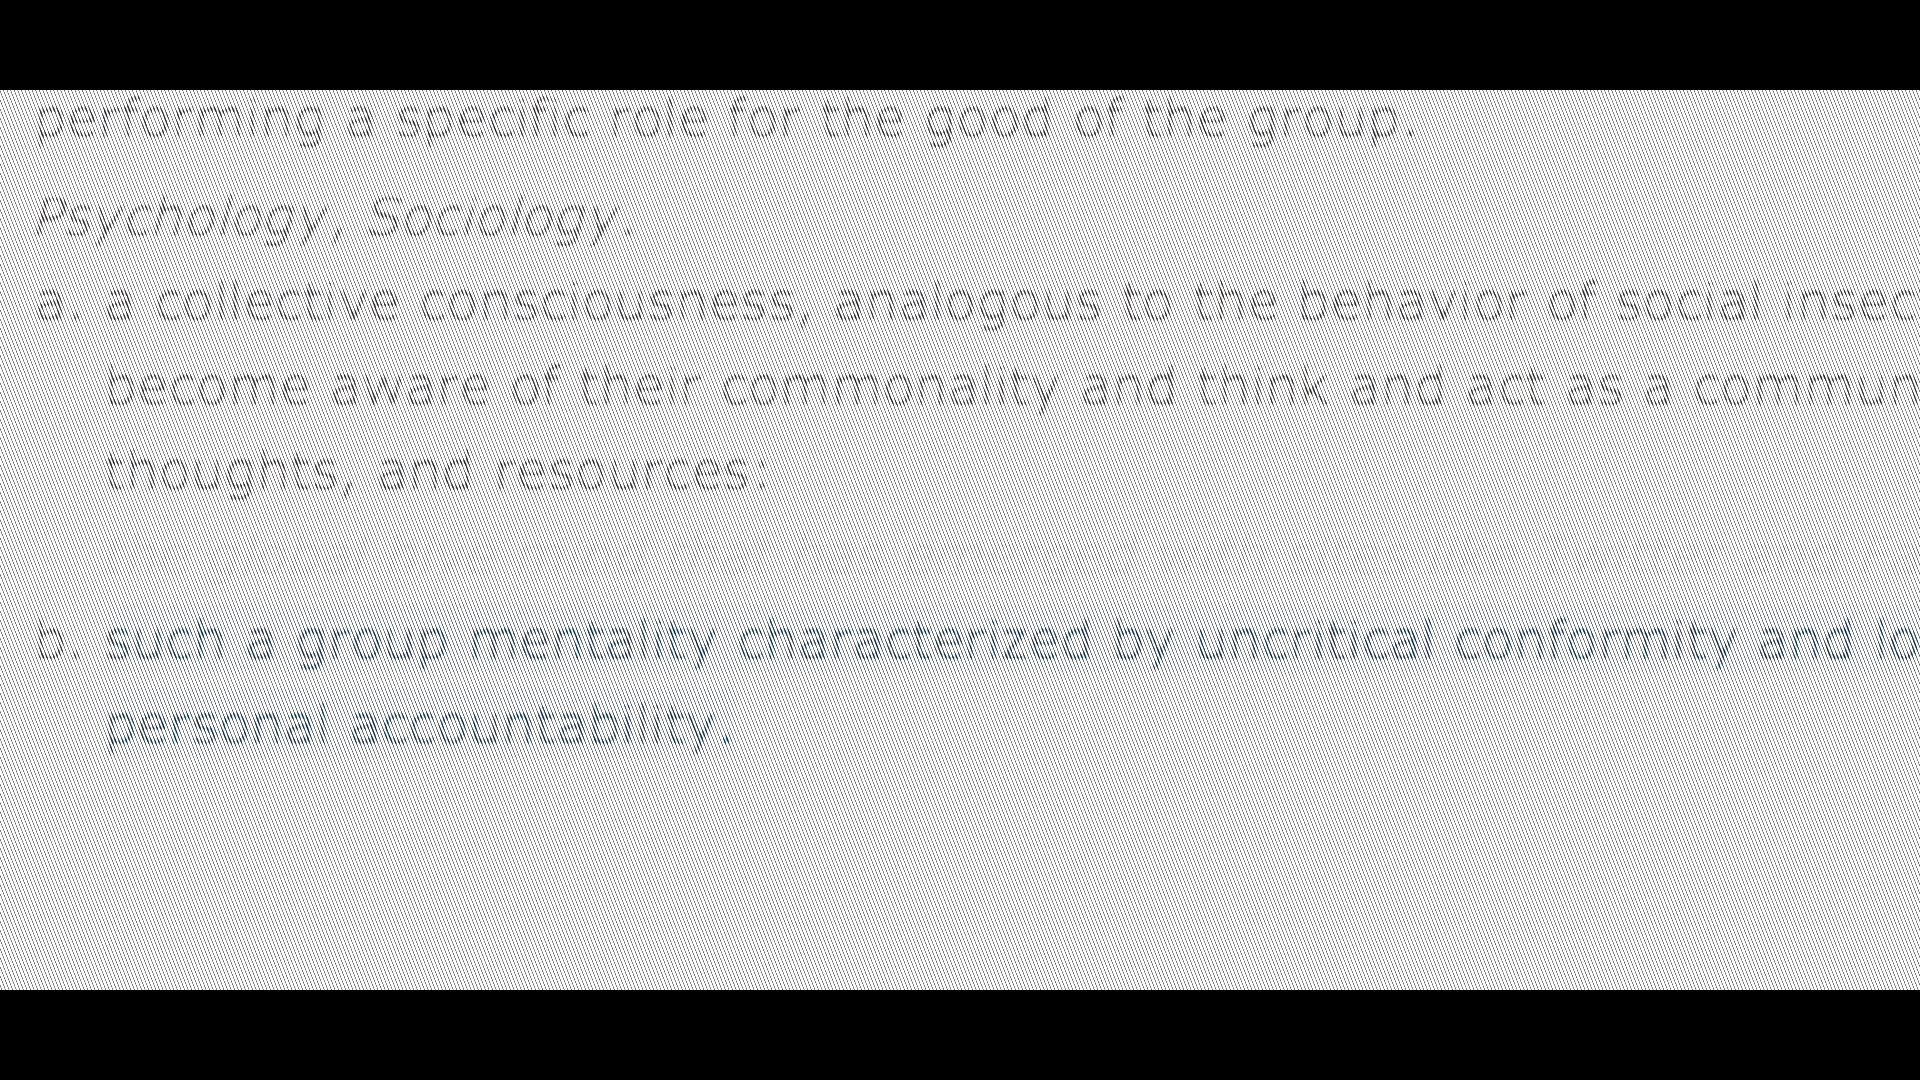 performing a specific role for the good of the group.
Psychology, Sociology.
a. a collective consciousness, analogous to the behavior of social insec
become aware of their commonality and think and act as a commun
thoughts, and resources:
b. such a group mentality characterized by uncritical conformity and lo
personal accountability.